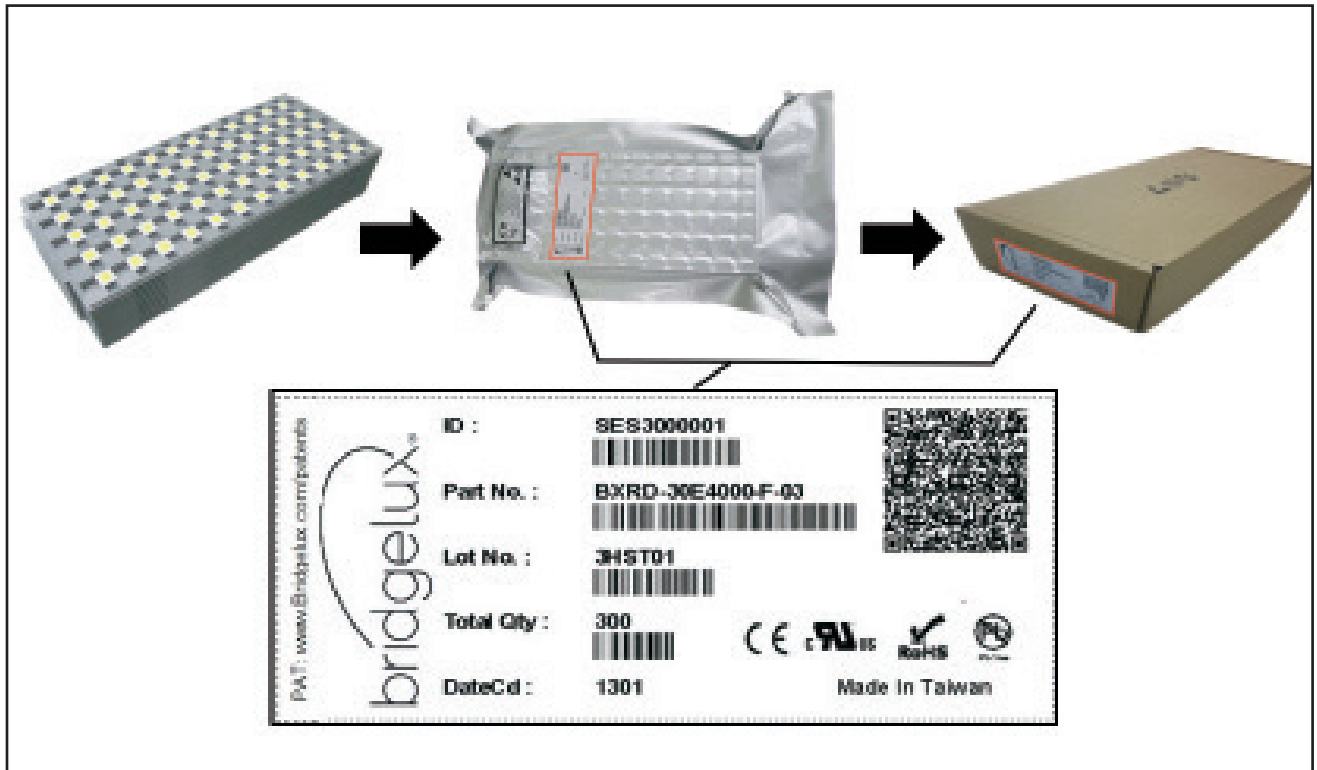 PAT: www.Bridgelux.com/patents
bridgelux
ID : SES3000001
Part No. : BXRD-30E4000-F-03
Lot No. : 3HST01
Total Qty : 300
DateCd : 1301
CE
RoHS
Made In Taiwan